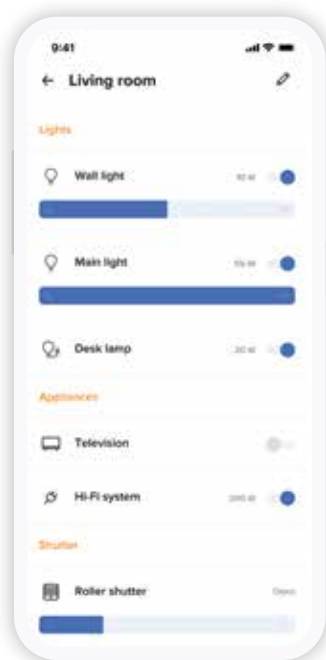 9:41
Living room
Lights
Wall light
Main light
Desk lamp
Appliances
Television
Hi-Fi system
Shutter
Roller shutter